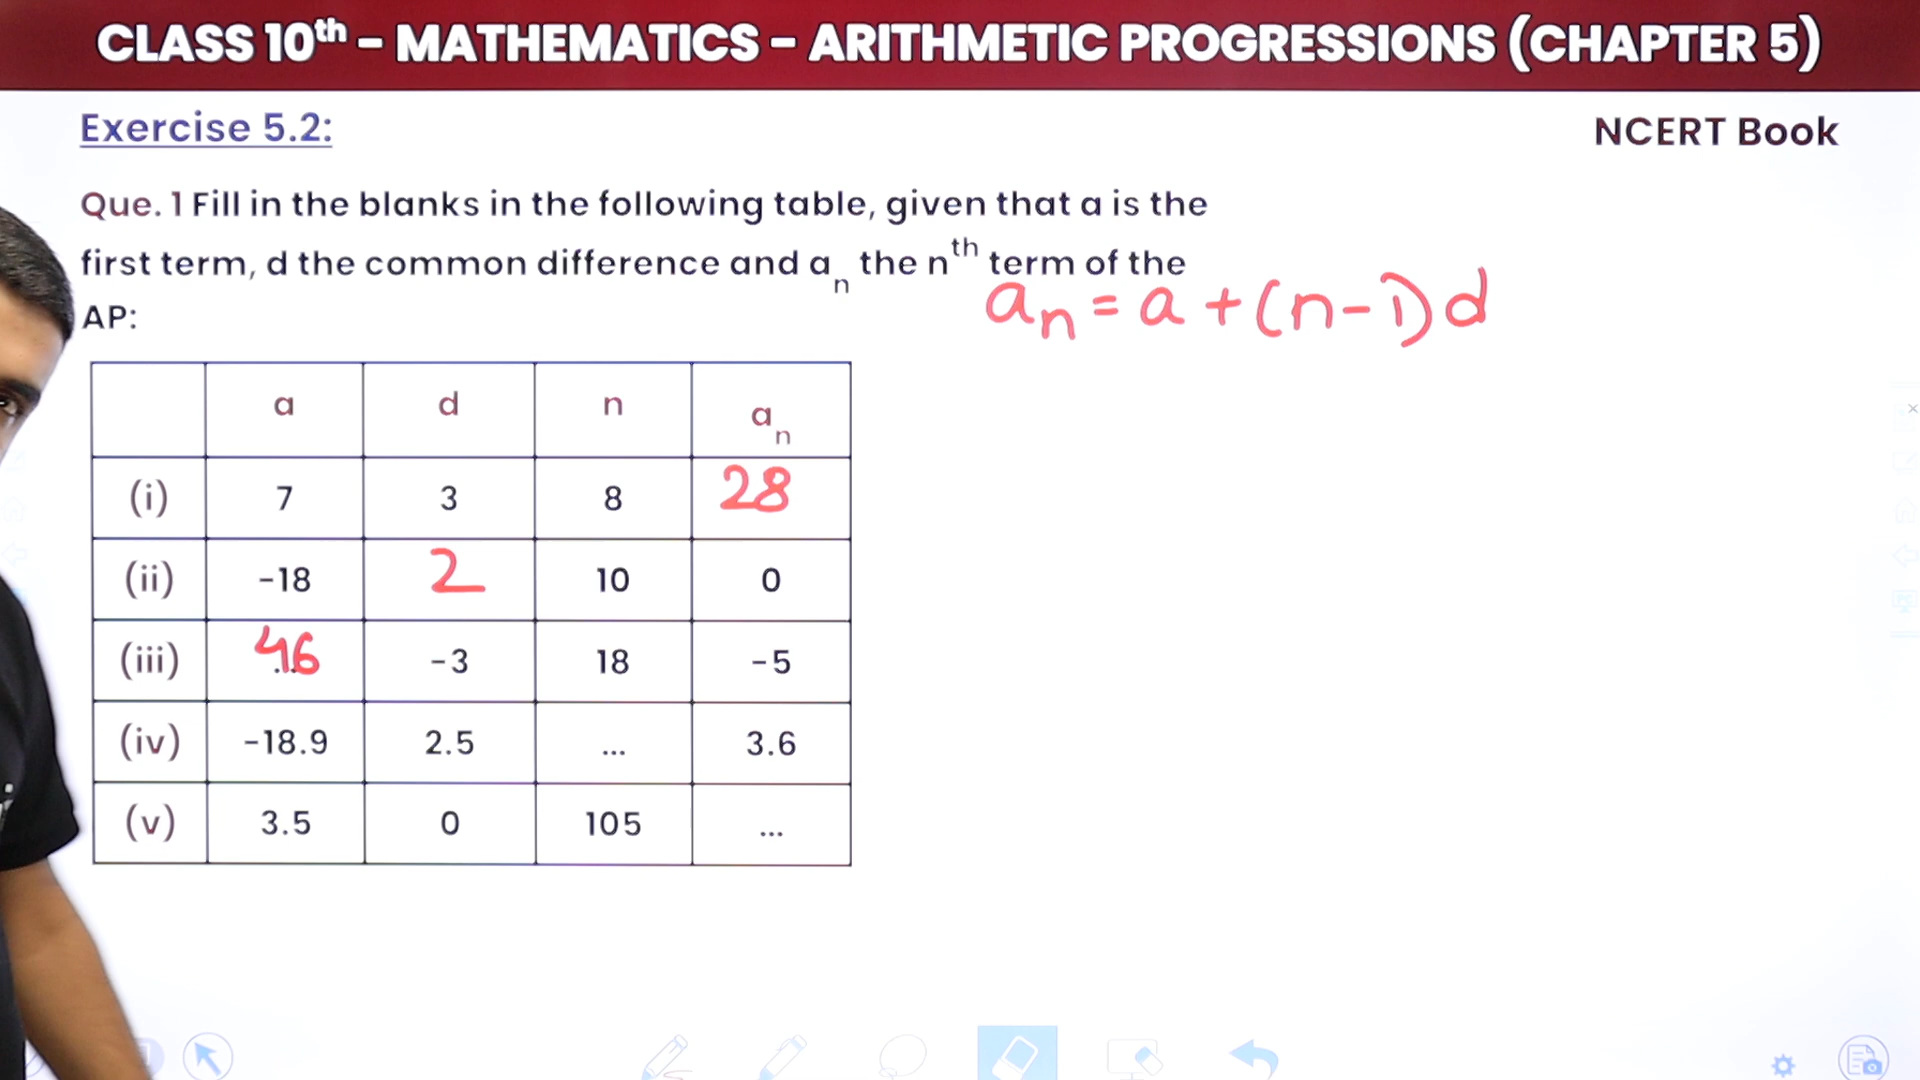 CLASS 10th - MATHEMATICS - ARITHMETIC PROGRESSIONS (CHAPTER 5)
Exercise 5.2:
NCERT Book
Que. 1 Fill in the blanks in the following table, given that a is the
first term, d the common difference and an the nth term of the
AP:
an = a + (n-1)d
a d n an
(i) 7 3 8 28
(ii) -18 2 10 0
(iii) 46 -3 18 -5
(iv) -18.9 2.5 ... 3.6
(v) 3.5 0 105 ...